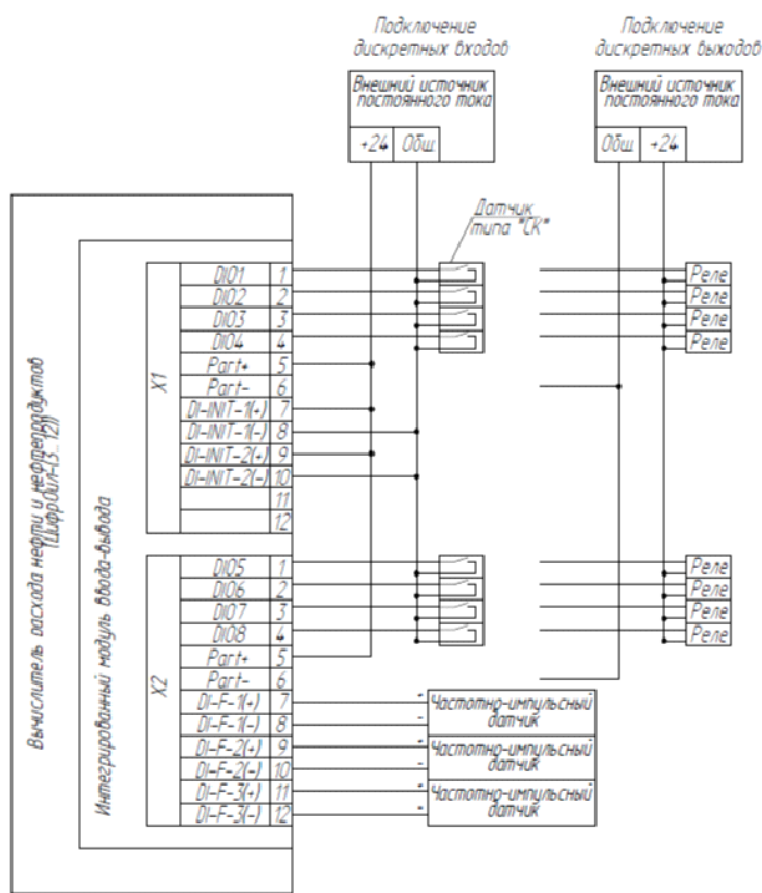 Подключение
дискретных входов
Подключение
дискретных выходов
Внешний источник
постоянного тока
+24 Общ.
Внешний источник
постоянного тока
Общ. +24
Датчик
типа "СК"
Вычислитель расхода нефти и нефтепродуктов
Интегрированный модуль ввода-вывода
X1
DIO1 1
DIO2 2
DIO3 3
DIO4 4
Part+ 5
Part- 6
DI-INIT-1(+) 7
DI-INIT-1(-) 8
DI-INIT-2(+) 9
DI-INIT-2(-) 10
11
12
Реле
Реле
Реле
Реле
X2
DIO5 1
DIO6 2
DIO7 3
DIO8 4
Part+ 5
Part- 6
DI-F-1(+) 7
DI-F-1(-) 8
DI-F-2(+) 9
DI-F-2(-) 10
DI-F-3(+) 11
DI-F-3(-) 12
Реле
Реле
Реле
Реле
+ Частотно-импульсный
- датчик
+ Частотно-импульсный
- датчик
+ Частотно-импульсный
- датчик